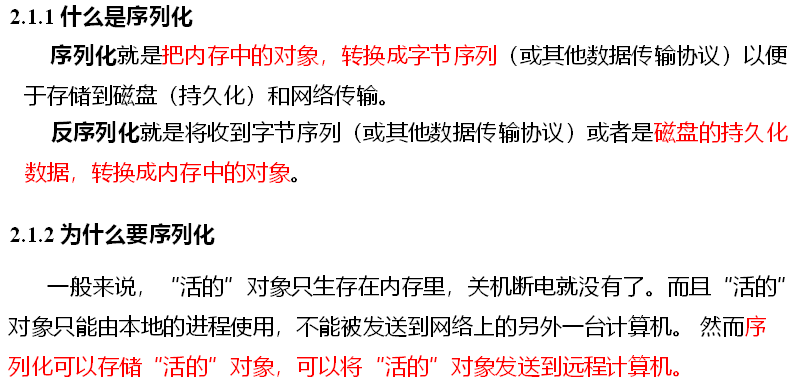 2.1.1 什么是序列化
序列化就是把内存中的对象，转换成字节序列（或其他数据传输协议）以便
于存储到磁盘（持久化）和网络传输。
反序列化就是将收到字节序列（或其他数据传输协议）或者是磁盘的持久化
数据，转换成内存中的对象。
2.1.2 为什么要序列化
一般来说，“活的”对象只生存在内存里，关机断电就没有了。而且“活的”
对象只能由本地的进程使用，不能被发送到网络上的另外一台计算机。 然而序
列化可以存储“活的”对象，可以将“活的”对象发送到远程计算机。